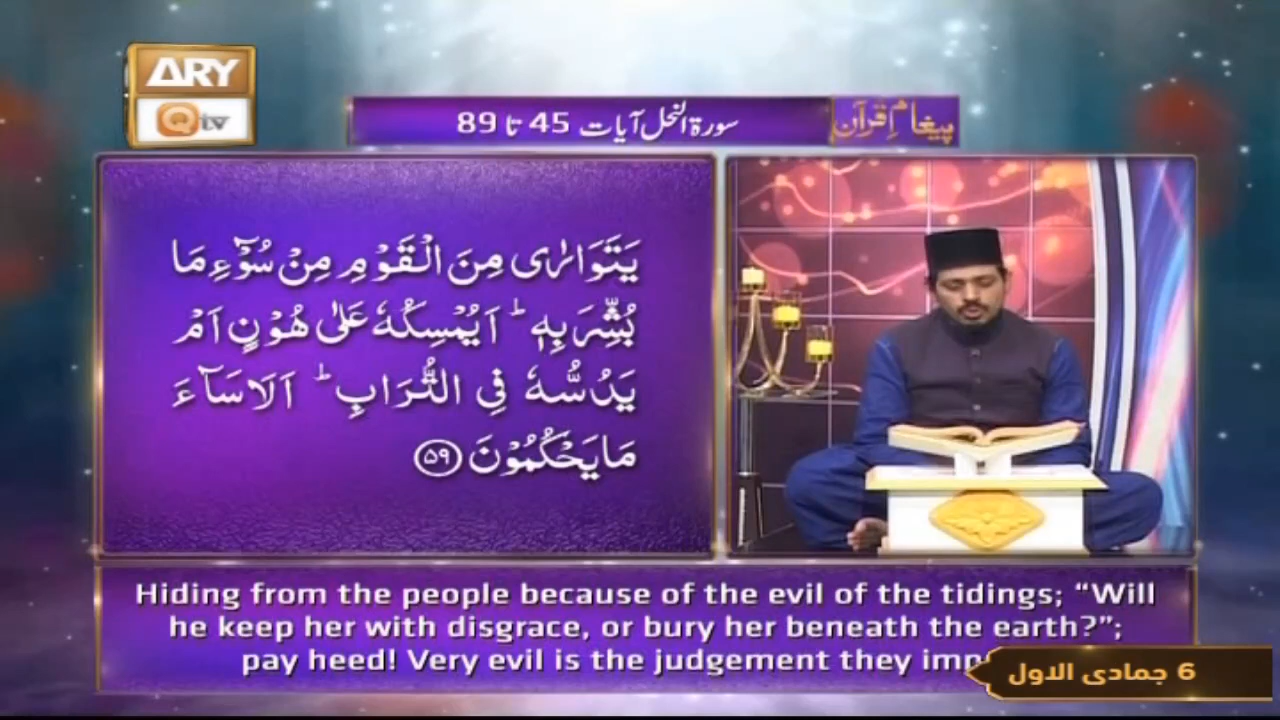 ARY
Qtv
پیغامِ قرآن
سورۃ النحل آیات 45 تا 89
یَتَوَارٰی مِنَ الْقَوْمِ مِنْ سُوْٓءِ مَا
بُشِّرَ بِهٖ ؕ اَیُمْسِكُهٗ عَلٰی هُوْنٍ اَمْ
یَدُسُّهٗ فِی التُّرَابِ ؕ اَلَا سَآءَ
مَا یَحْكُمُوْنَ ۵۹
Hiding from the people because of the evil of the tidings; “Will
he keep her with disgrace, or bury her beneath the earth?”;
pay heed! Very evil is the judgement they
6 جمادی الاول